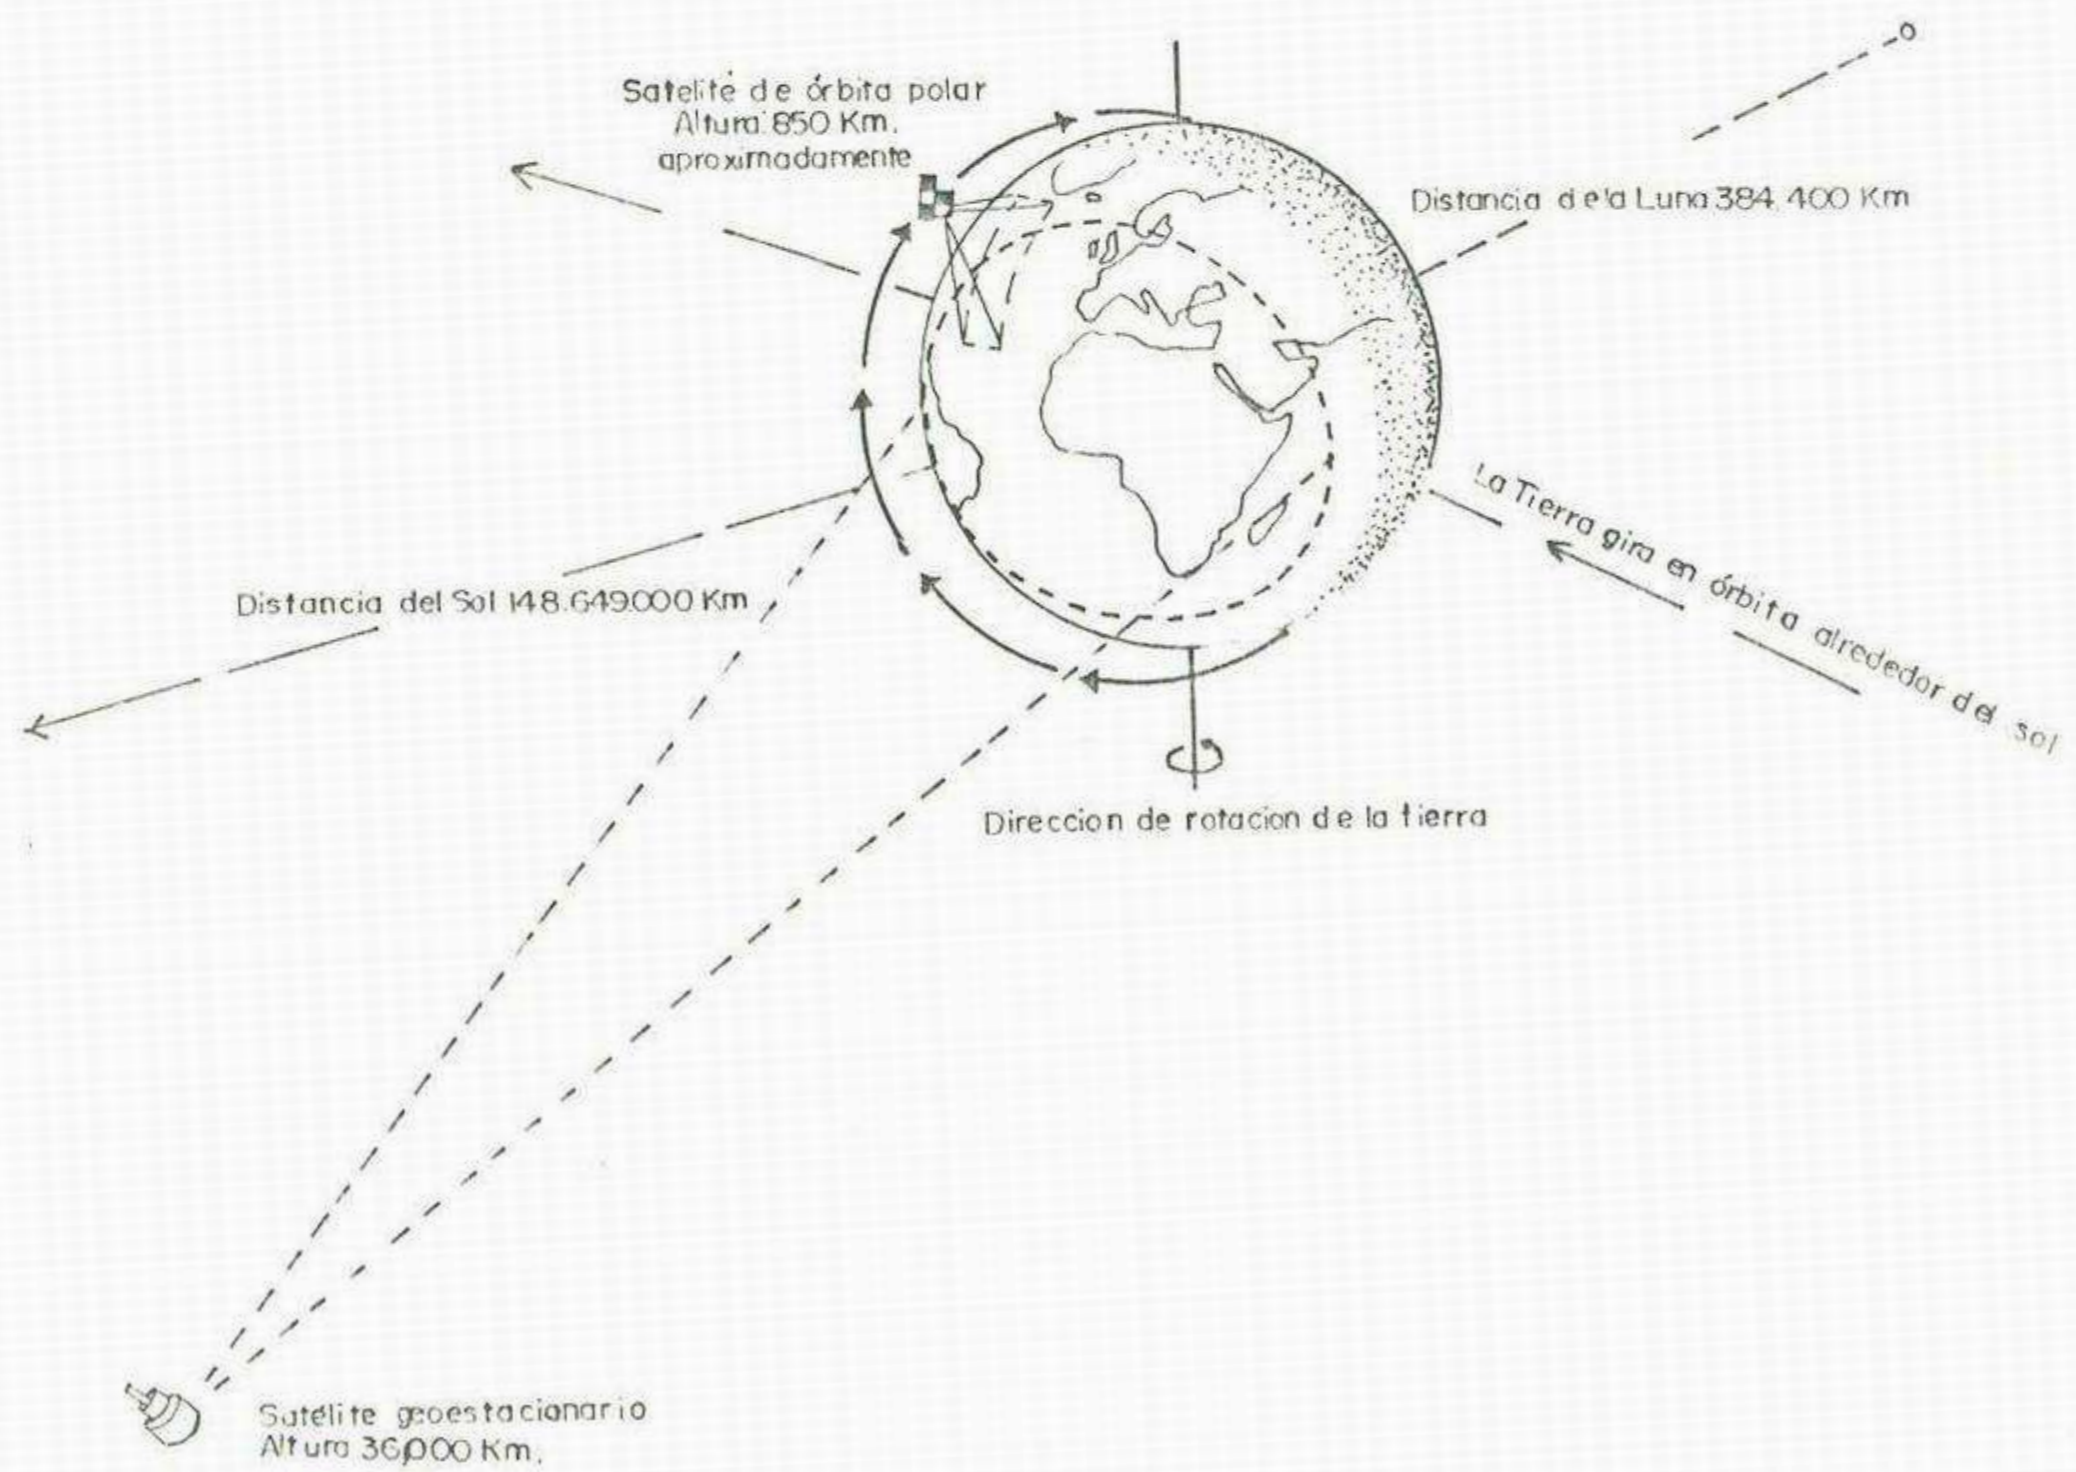 Satelité de órbita polar
Altura 850 Km.
aproximadamente
Distancia de la Luna 384.400 Km
La Tierra gira en órbita alrededor del sol
Distancia del Sol 148.649.000 Km
Direccion de rotacion de la tierra
Satélite geoestacionario
Altura 36,000 Km.